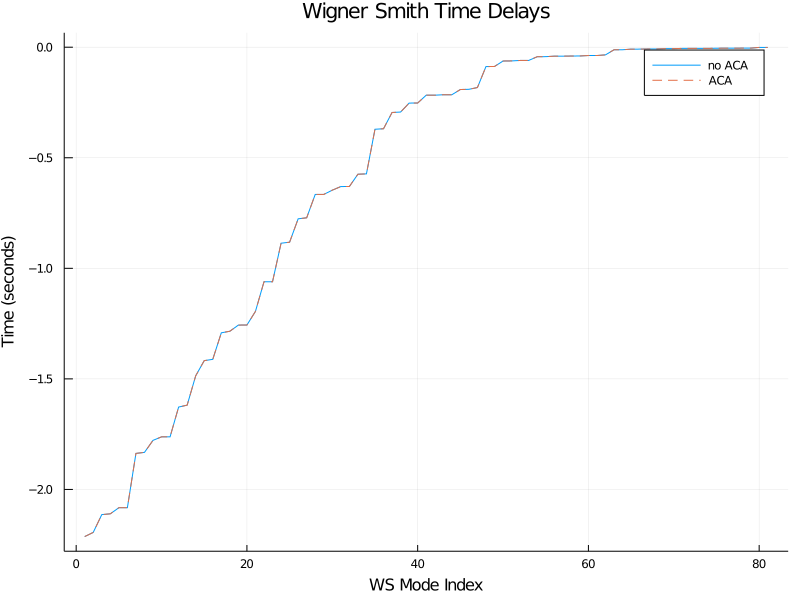 Wigner Smith Time Delays
0.0
−0.5
−1.0
−1.5
−2.0
Time (seconds)
no ACA
ACA
0 20 40 60 80
WS Mode Index